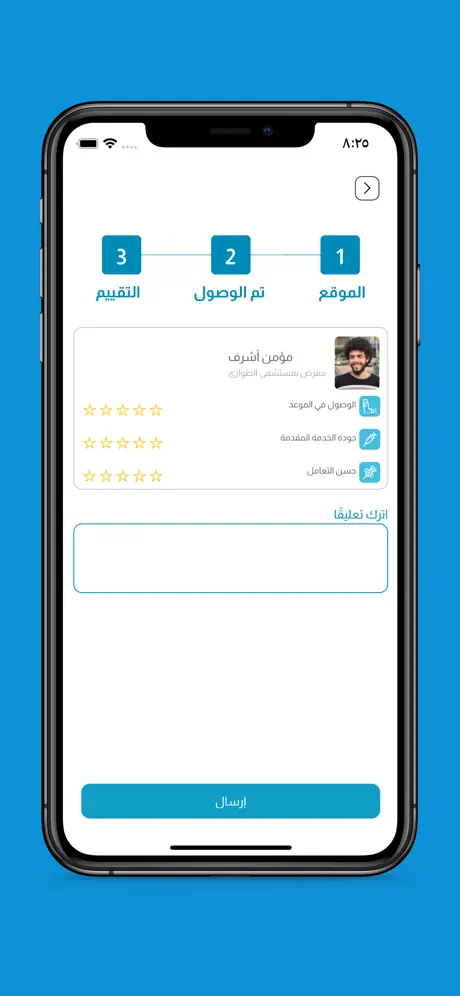 ٨:٢٥
1
2
3
الموقع
تم الوصول
التقييم
مؤمن أشرف
ممرض بمستشفى الطوارئ
الوصول في الموعد
جودة الخدمة المقدمة
حسن التعامل
اترك تعليقًا
إرسال